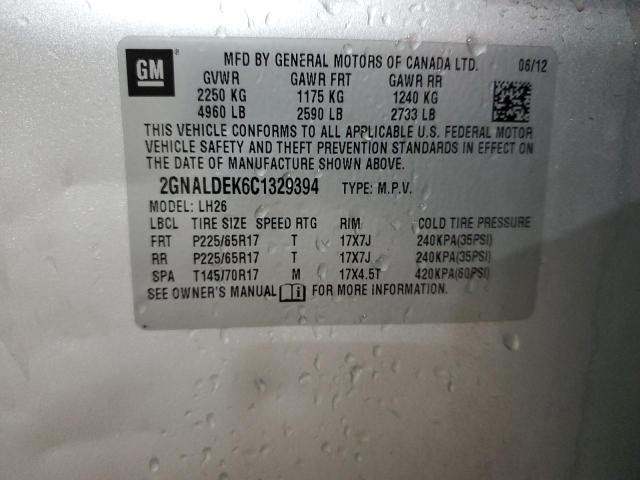 GM
MFD BY GENERAL MOTORS OF CANADA LTD. 06/12
GVWR GAWR FRT GAWR RR
2250 KG 1175 KG 1240 KG
4960 LB 2590 LB 2733 LB
THIS VEHICLE CONFORMS TO ALL APPLICABLE U.S. FEDERAL MOTOR
VEHICLE SAFETY AND THEFT PREVENTION STANDARDS IN EFFECT ON
THE DATE OF MANUFACTURE SHOWN ABOVE.
2GNALDEK6C1329394 TYPE: M.P.V.
MODEL: LH26
LBCL TIRE SIZE SPEED RTG RIM COLD TIRE PRESSURE
FRT P225/65R17 T 17X7J 240KPA(35PSI)
RR P225/65R17 T 17X7J 240KPA(35PSI)
SPA T145/70R17 M 17X4.5T 420KPA(60PSI)
SEE OWNER'S MANUAL FOR MORE INFORMATION.